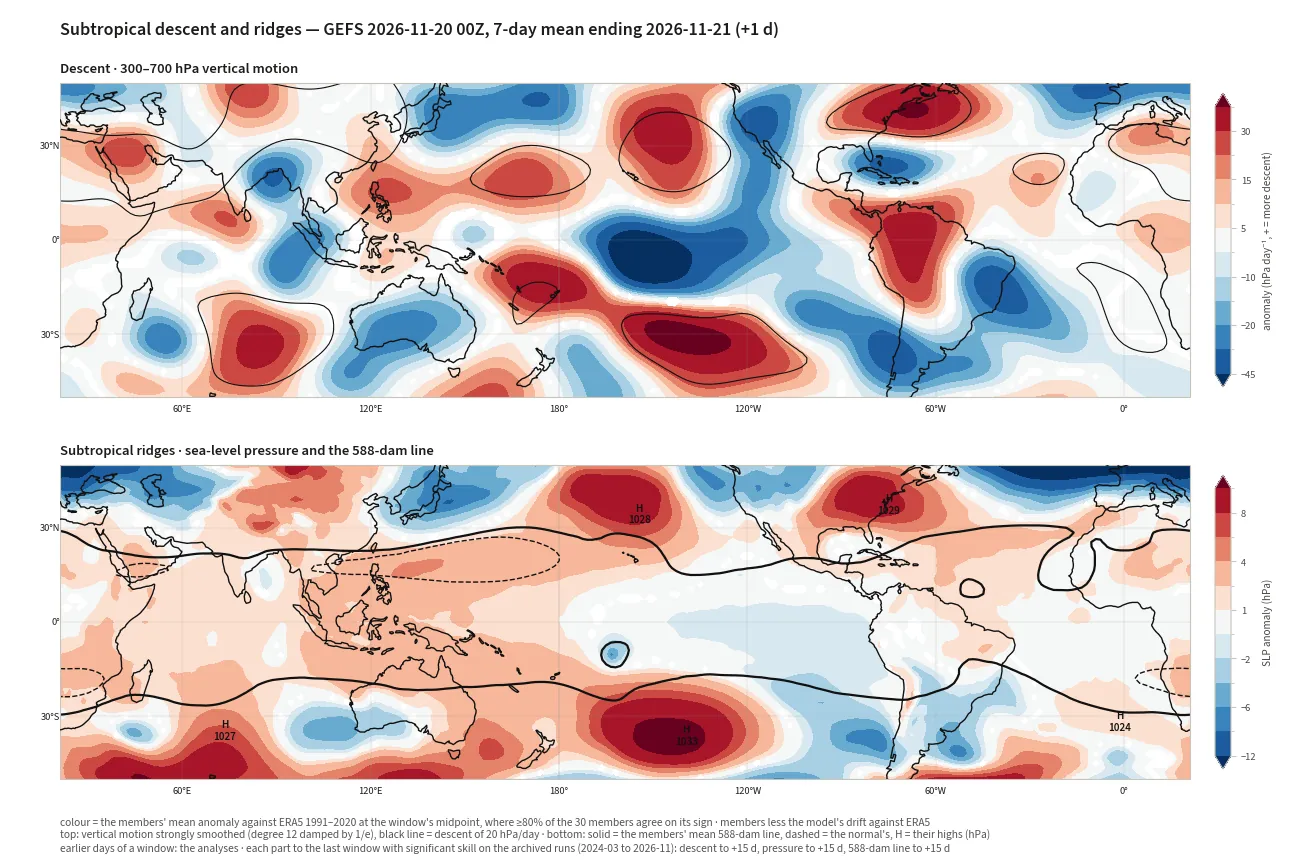 Subtropical descent and ridges — GEFS 2026-11-20 00Z, 7-day mean ending 2026-11-21 (+1 d)
Descent · 300–700 hPa vertical motion
30°N
0°
30°S
60°E
120°E
180°
120°W
60°W
0°
30
15
5
−10
−20
−45
anomaly (hPa day⁻¹, + = more descent)
Subtropical ridges · sea-level pressure and the 588-dam line
30°N
0°
30°S
H
1028
H
1029
H
1027
H
1033
H
1024
60°E
120°E
180°
120°W
60°W
0°
8
4
1
−2
−6
−12
SLP anomaly (hPa)
colour = the members' mean anomaly against ERA5 1991–2020 at the window's midpoint, where ≥80% of the 30 members agree on its sign · members less the model's drift against ERA5
top: vertical motion strongly smoothed (degree 12 damped by 1/e), black line = descent of 20 hPa/day · bottom: solid = the members' mean 588-dam line, dashed = the normal's, H = their highs (hPa)
earlier days of a window: the analyses · each part to the last window with significant skill on the archived runs (2024-03 to 2026-11): descent to +15 d, pressure to +15 d, 588-dam line to +15 d